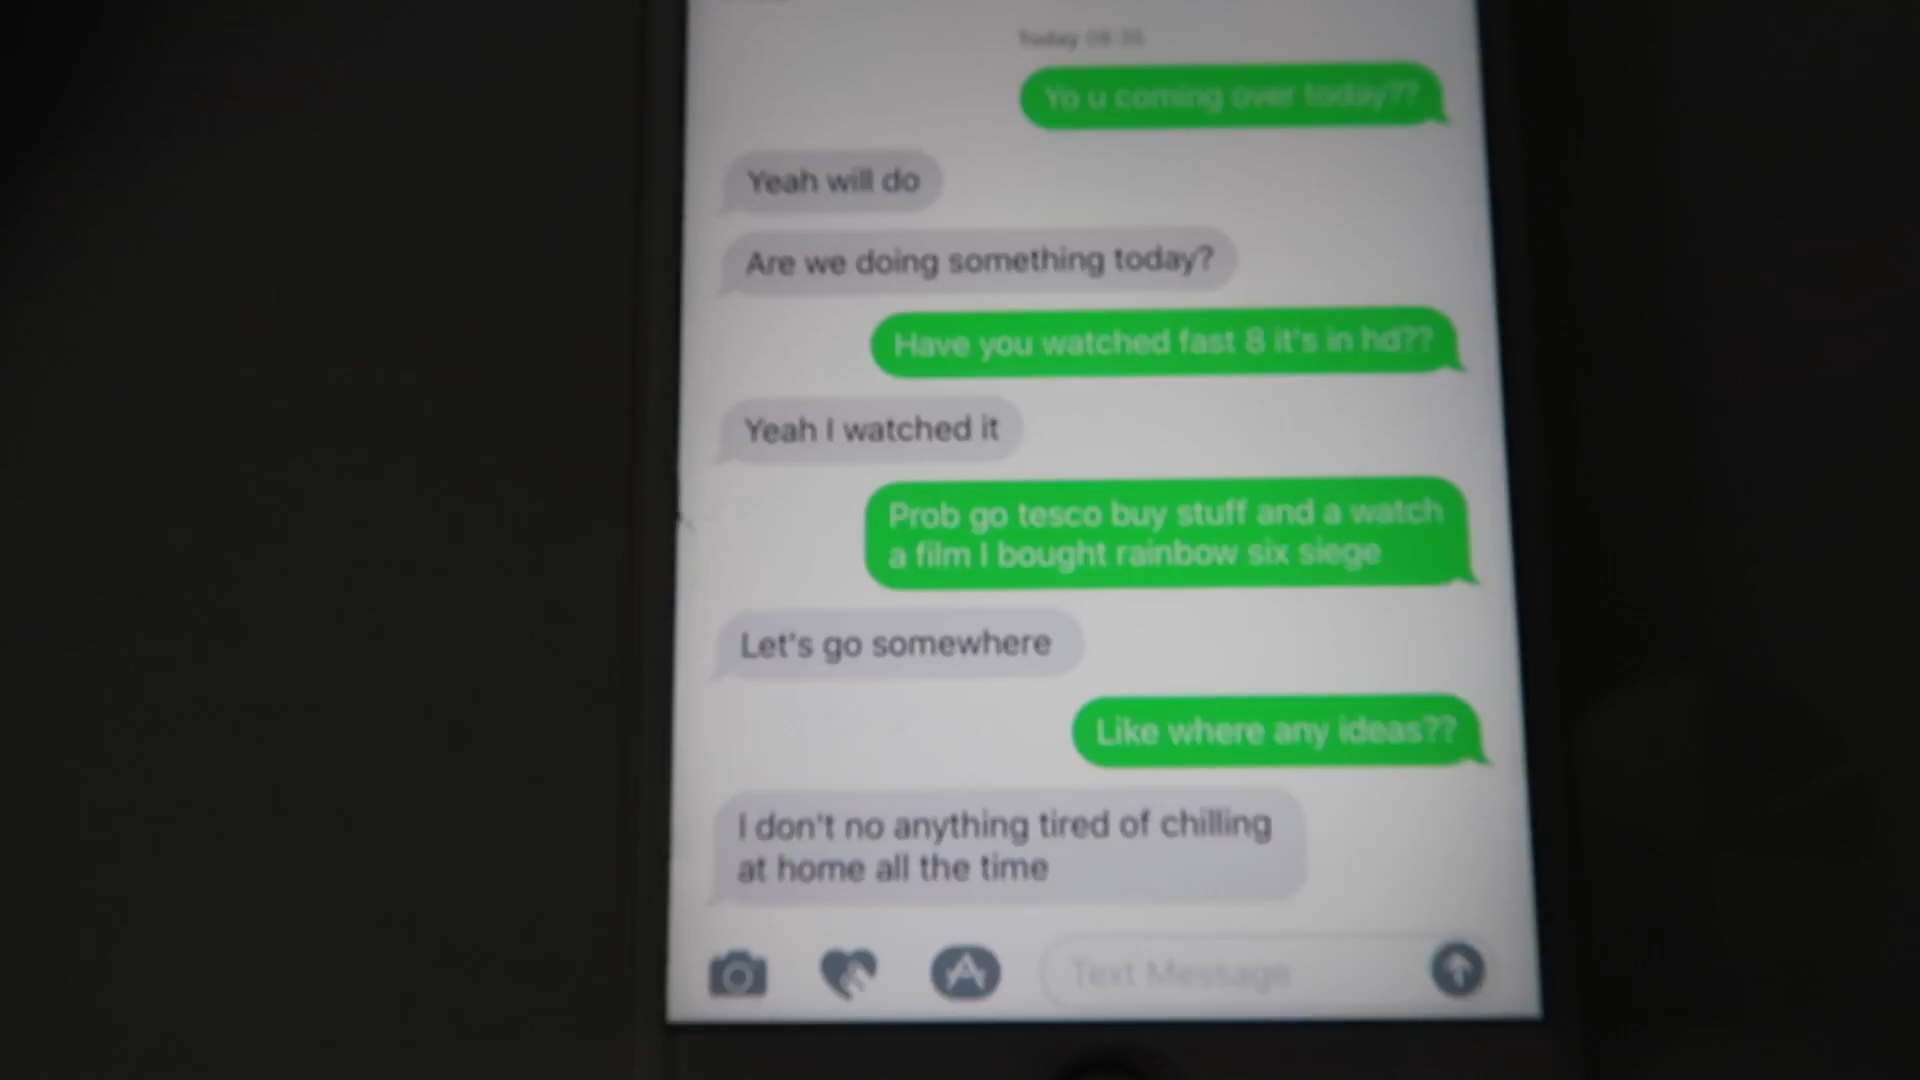 Today
Yo u coming over today??
Yeah will do
Are we doing something today?
Have you watched fast 8 it's in hd??
Yeah I watched it
Prob go tesco buy stuff and a watch
a film I bought rainbow six siege
Let's go somewhere
Like where any ideas??
I don't no anything tired of chilling
at home all the time
Text Message